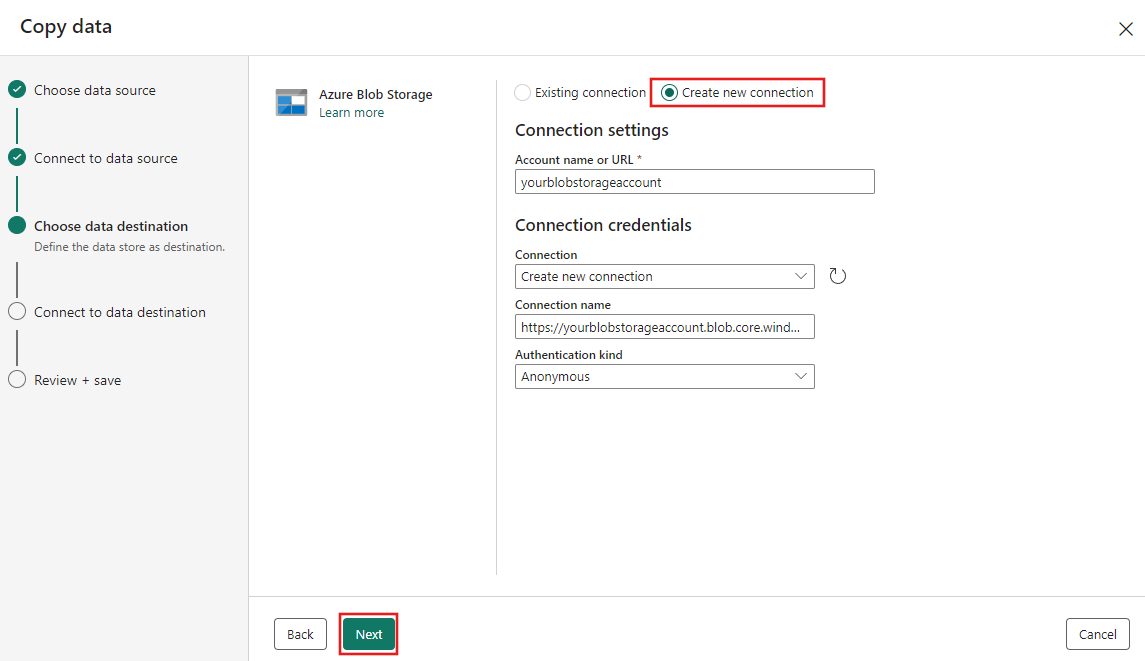 Copy data
Choose data source
Connect to data source
Choose data destination
Define the data store as destination.
Connect to data destination
Review + save
Azure Blob Storage
Learn more
Existing connection
Create new connection
Connection settings
Account name or URL *
yourblobstorageaccount
Connection credentials
Connection
Create new connection
Connection name
https://yourblobstorageaccount.blob.core.wind...
Authentication kind
Anonymous
Back
Next
Cancel